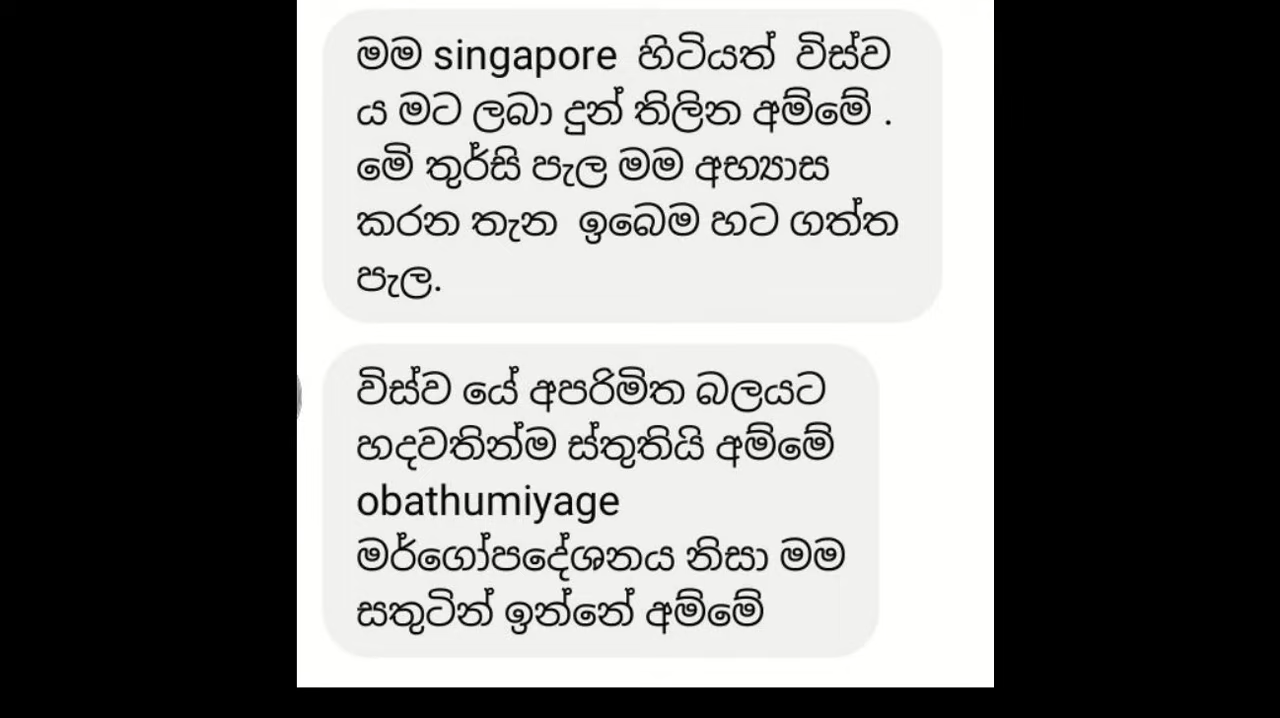 මම singapore හිටියත් විස්ව
ය මට ලබා දුන් තිලින අම්මේ .
මේි තුර්සි පැල මම අභ්‍යාස
කරන තැන ඉබෙම හට ගත්ත
පැල.
විස්ව යේ අපරිමිත බලයට
හදවතින්ම ස්තුතියි අම්මේ
obathumiyage
මර්ගෝපදේශනය නිසා මම
සතුටින් ඉන්නේ අම්මේ